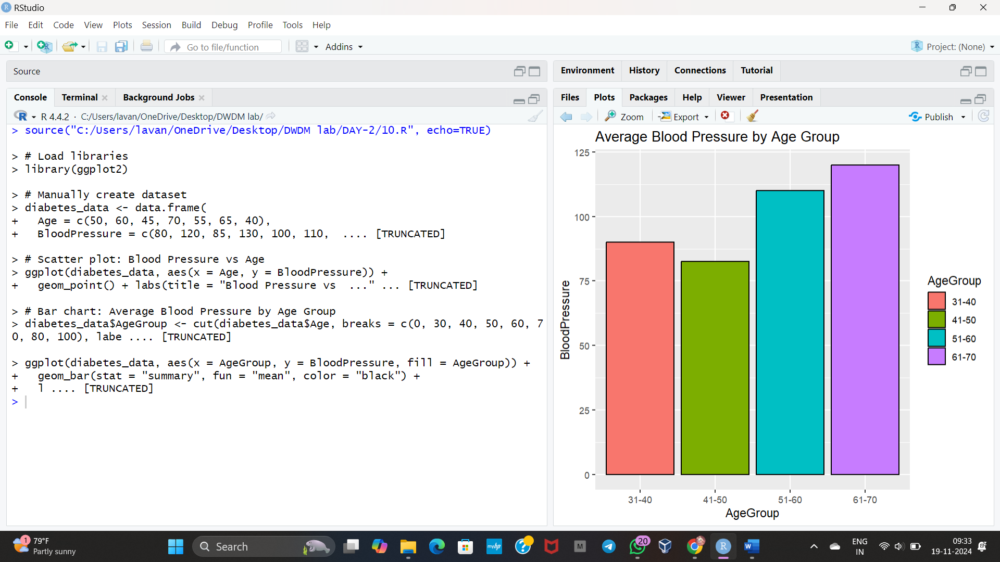 RStudio
File Edit Code View Plots Session Build Debug Profile Tools Help
Go to file/function
Addins
Project: (None)
Source
Console Terminal Background Jobs
R 4.4.2 · C:/Users/lavan/OneDrive/Desktop/DWDM lab/
> source("C:/Users/lavan/OneDrive/Desktop/DWDM lab/DAY-2/10.R", echo=TRUE)
> # Load libraries
> library(ggplot2)
> # Manually create dataset
> diabetes_data <- data.frame(
+   Age = c(50, 60, 45, 70, 55, 65, 40),
+   BloodPressure = c(80, 120, 85, 130, 100, 110,  .... [TRUNCATED]
> # Scatter plot: Blood Pressure vs Age
> ggplot(diabetes_data, aes(x = Age, y = BloodPressure)) +
+   geom_point() + labs(title = "Blood Pressure vs  ..." ... [TRUNCATED]
> # Bar chart: Average Blood Pressure by Age Group
> diabetes_data$AgeGroup <- cut(diabetes_data$Age, breaks = c(0, 30, 40, 50, 60, 7
0, 80, 100), labe .... [TRUNCATED]
> ggplot(diabetes_data, aes(x = AgeGroup, y = BloodPressure, fill = AgeGroup)) +
+   geom_bar(stat = "summary", fun = "mean", color = "black") +
+   l .... [TRUNCATED]
>
Environment History Connections Tutorial
Files Plots Packages Help Viewer Presentation
Zoom Export Publish
Average Blood Pressure by Age Group
125
100
75
50
25
0
BloodPressure
31-40 41-50 51-60 61-70
AgeGroup
AgeGroup
31-40
41-50
51-60
61-70
1
79°F
Partly sunny
Search
myhp
M
20
R
W
ENG
IN
09:33
19-11-2024